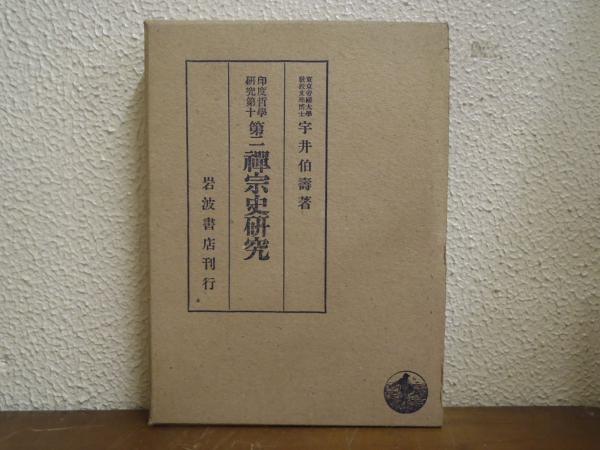 東京帝國大學
教授文學博士
宇井伯壽著
印度哲學
研究第十
第二禪宗史研究
岩波書店刊行